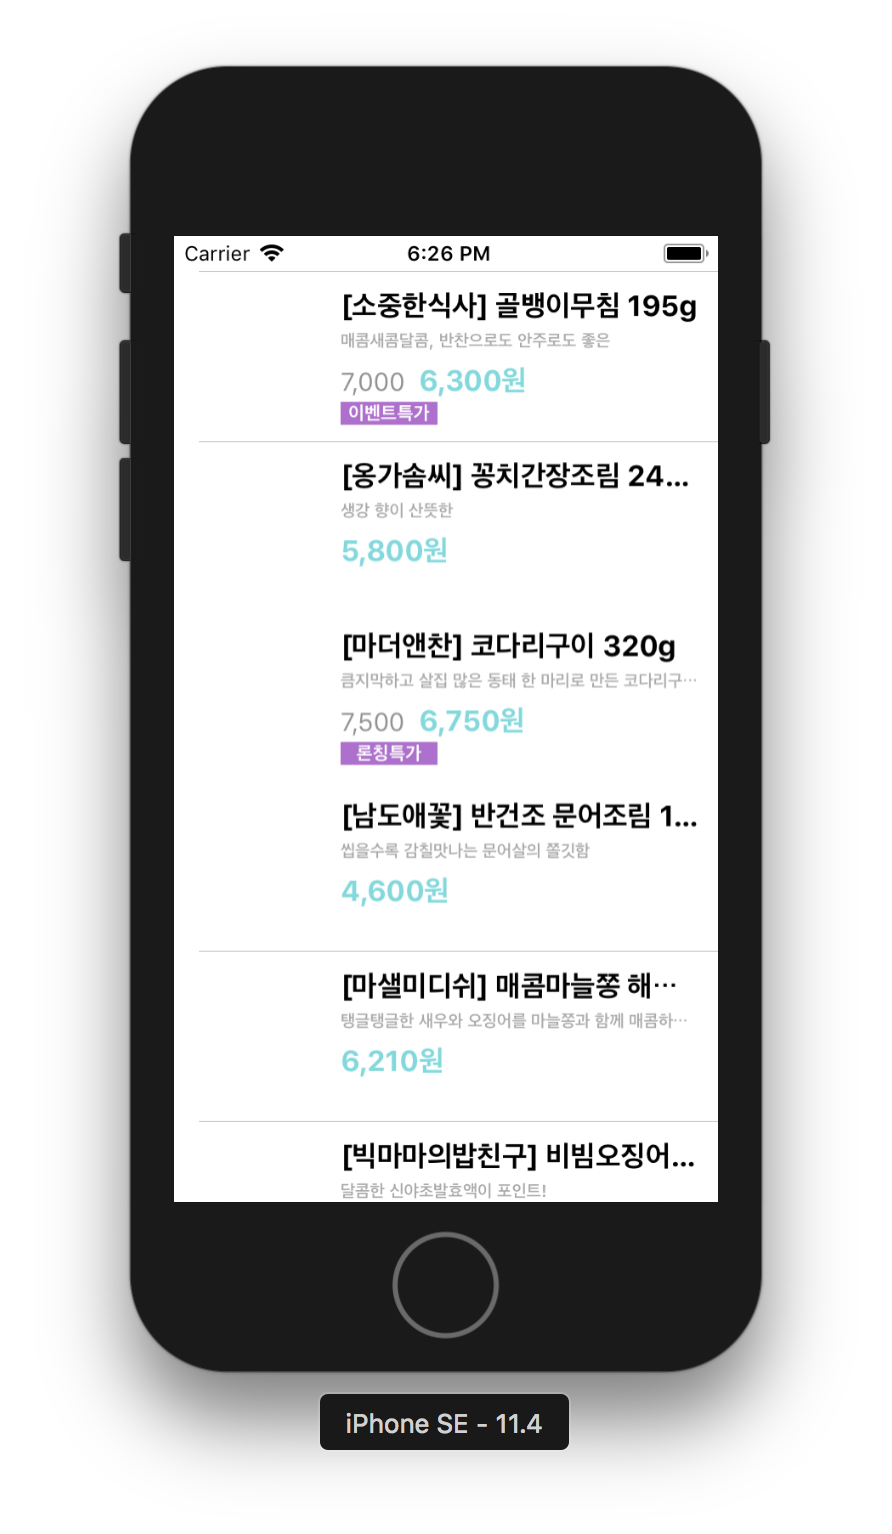 Carrier 6:26 PM
[소중한식사] 골뱅이무침 195g
매콤새콤달콤, 반찬으로도 안주로도 좋은
7,000 6,300원
이벤트특가
[옹가솜씨] 꽁치간장조림 24...
생강 향이 산뜻한
5,800원
[마더앤찬] 코다리구이 320g
큼지막하고 살집 많은 동태 한 마리로 만든 코다리구…
7,500 6,750원
론칭특가
[남도애꽃] 반건조 문어조림 1...
씹을수록 감칠맛나는 문어살의 쫄깃함
4,600원
[마샐미디쉬] 매콤마늘쫑 해…
탱글탱글한 새우와 오징어를 마늘쫑과 함께 매콤하…
6,210원
[빅마마의밥친구] 비빔오징어...
달콤한 신야초발효액이 포인트!
iPhone SE - 11.4